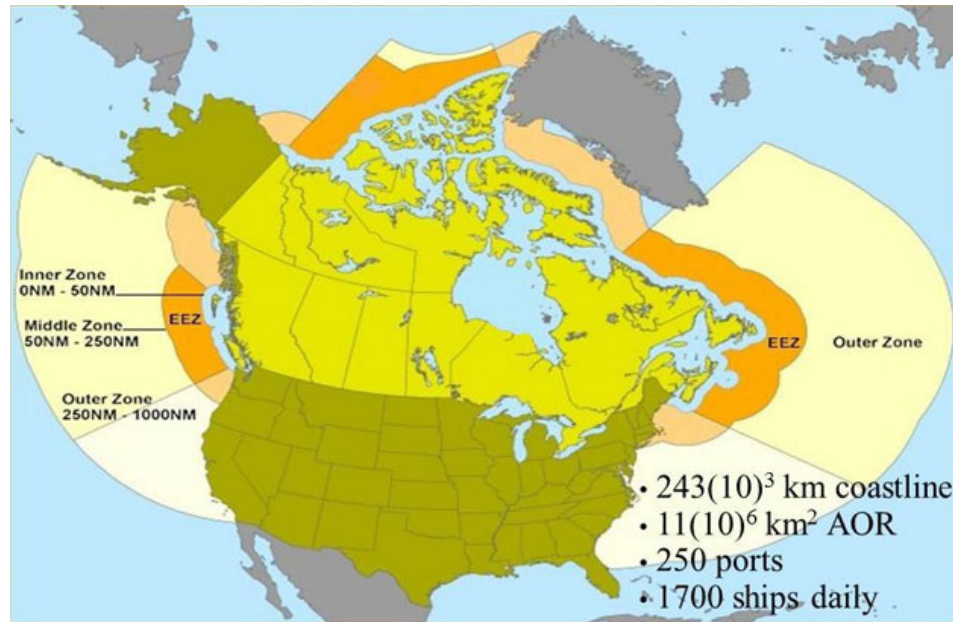 Inner Zone
0NM - 50NM
EEZ
Middle Zone
50NM - 250NM
Outer Zone
250NM - 1000NM
EEZ
Outer Zone
• 243(10)³ km coastline
• 11(10)⁶ km² AOR
• 250 ports
• 1700 ships daily